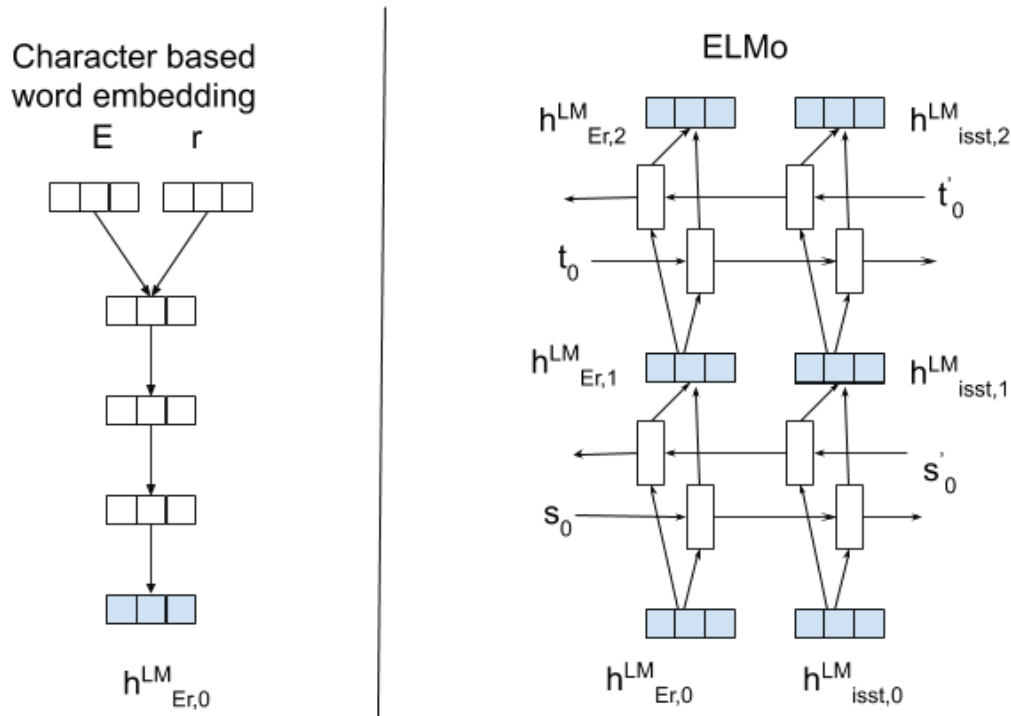 Character based
word embedding
E r
h^LM_Er,0
ELMo
h^LM_Er,2 h^LM_isst,2
t'_0
t_0
h^LM_Er,1 h^LM_isst,1
s'_0
s_0
h^LM_Er,0 h^LM_isst,0